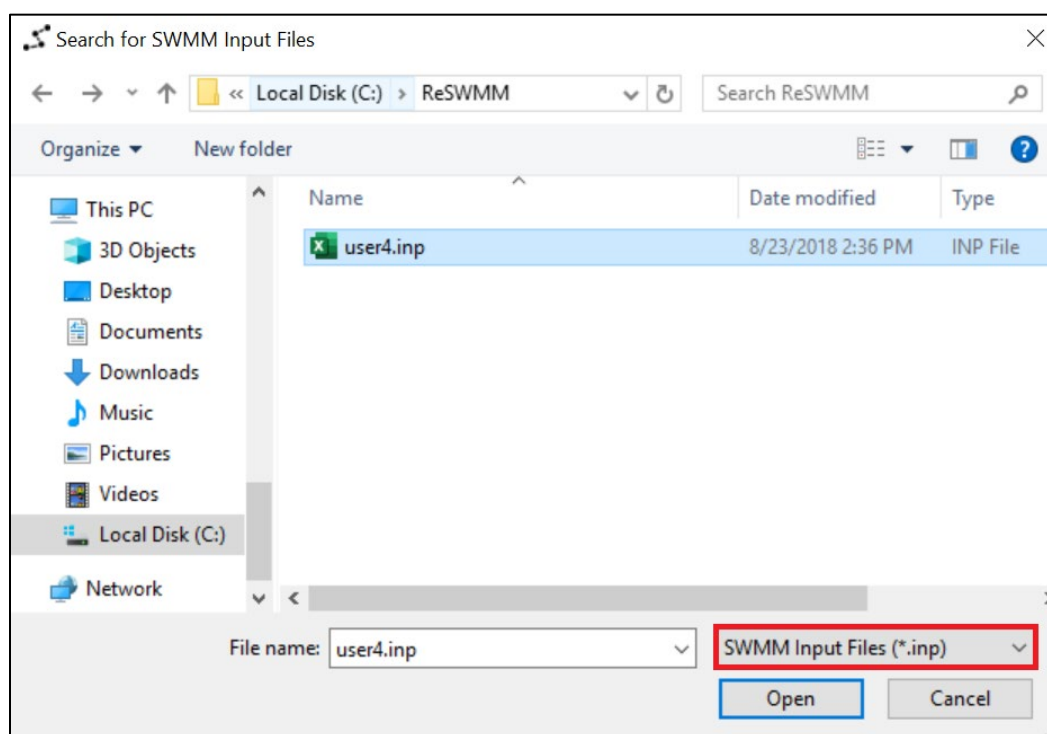 Search for SWMM Input Files
« Local Disk (C:) › ReSWMM
Search ReSWMM
Organize
New folder
Name
Date modified
Type
This PC
3D Objects
Desktop
Documents
Downloads
Music
Pictures
Videos
Local Disk (C:)
Network
user4.inp
8/23/2018 2:36 PM
INP File
File name:
user4.inp
SWMM Input Files (*.inp)
Open
Cancel